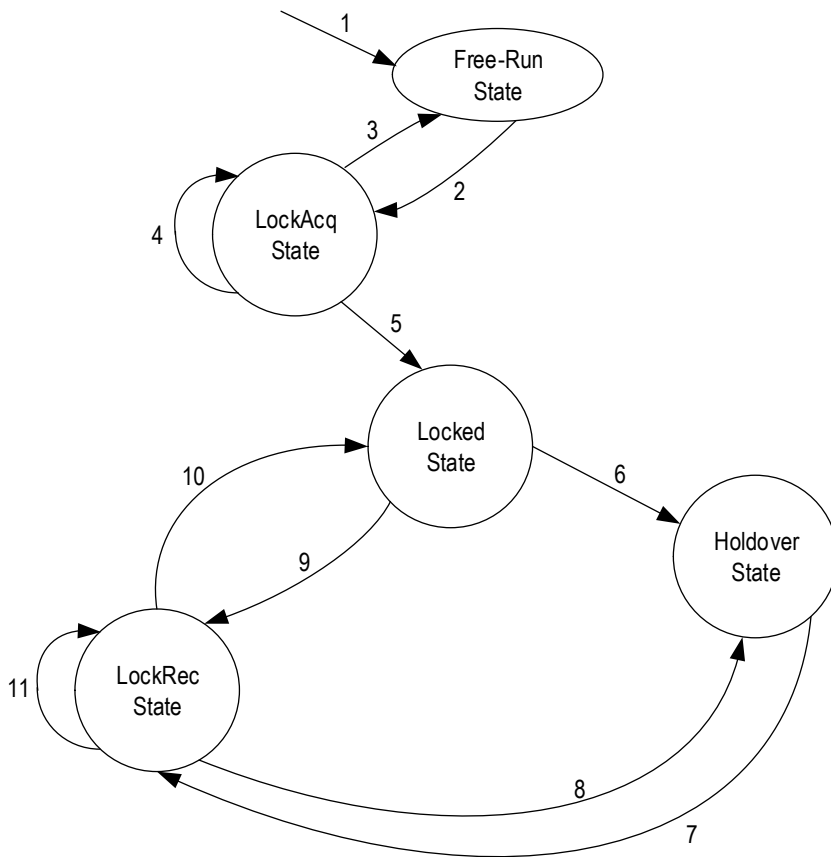 1
Free-Run
State
3
2
LockAcq
State
4
5
Locked
State
10
6
Holdover
State
9
LockRec
State
11
8
7